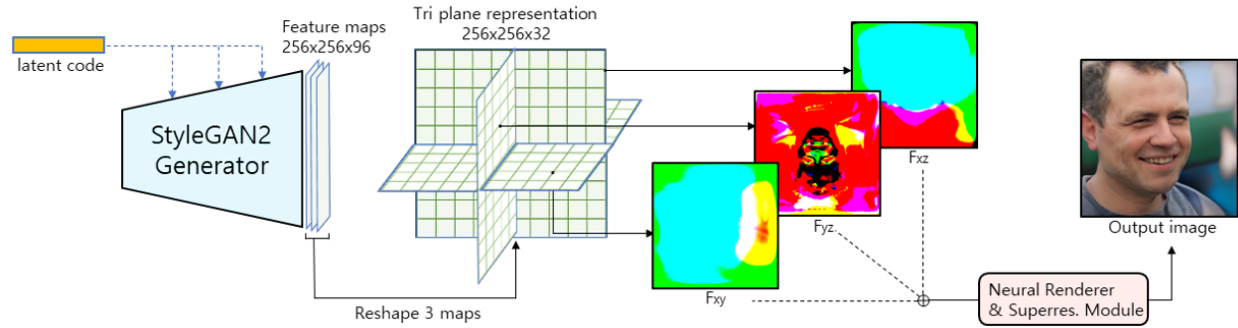 latent code
StyleGAN2
Generator
Feature maps
256x256x96
Reshape 3 maps
Tri plane representation
256x256x32
Fxz
Fyz
Fxy
Neural Renderer
& Superres. Module
Output image